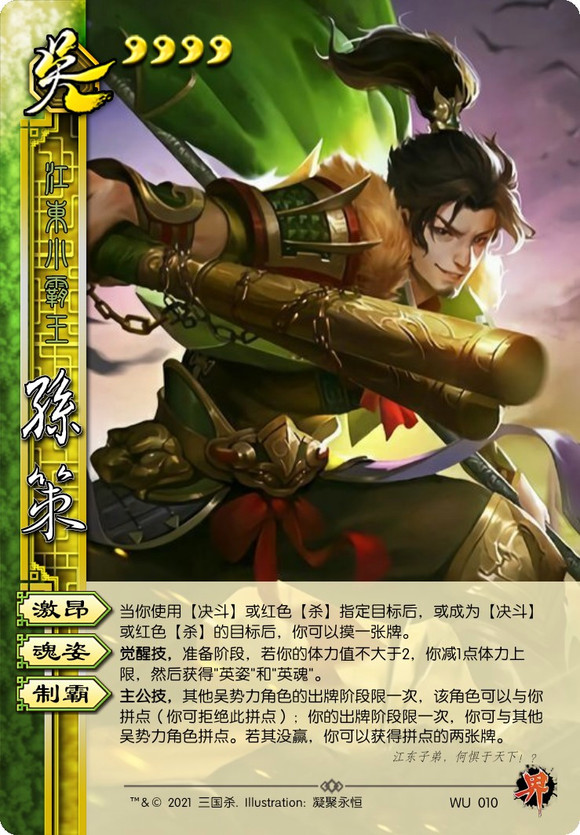 吴
江東小霸王
孫策
激昂
当你使用【决斗】或红色【杀】指定目标后，或成为【决斗】
或红色【杀】的目标后，你可以摸一张牌。
魂姿
觉醒技，准备阶段，若你的体力值不大于2，你减1点体力上
限，然后获得"英姿"和"英魂"。
制霸
主公技，其他吴势力角色的出牌阶段限一次，该角色可以与你
拼点（你可拒绝此拼点）；你的出牌阶段限一次，你可与其他
吴势力角色拼点。若其没赢，你可以获得拼点的两张牌。
江东子弟，何惧于天下！？
™&© 2021 三国杀. Illustration: 凝聚永恒
WU 010
界